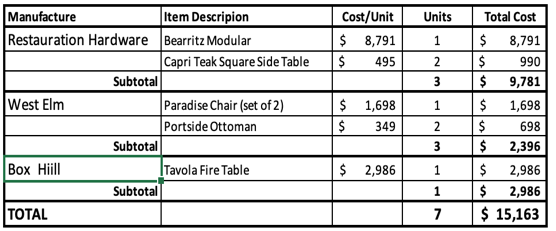 Manufacture Item Descripion Cost/Unit Units Total Cost
Restauration Hardware Bearritz Modular $ 8,791 1 $ 8,791
Capri Teak Square Side Table $ 495 2 $ 990
Subtotal 3 $ 9,781
West Elm Paradise Chair (set of 2) $ 1,698 1 $ 1,698
Portside Ottoman $ 349 2 $ 698
Subtotal 3 $ 2,396
Box Hiill Tavola Fire Table $ 2,986 1 $ 2,986
Subtotal 1 $ 2,986
TOTAL 7 $ 15,163